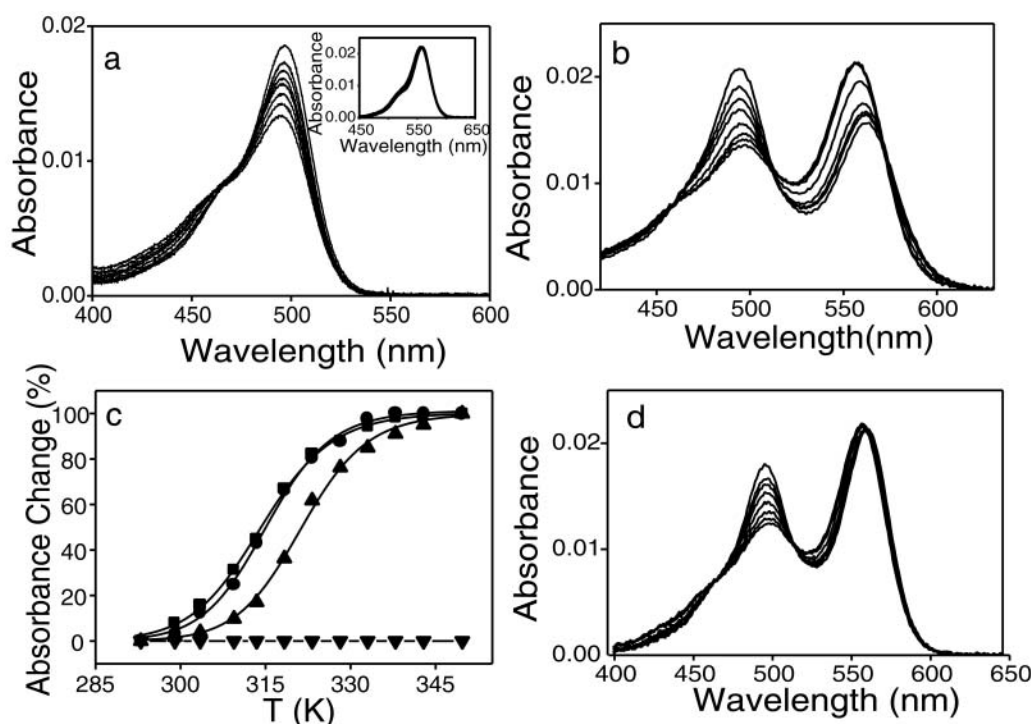 a
0.02
0.01
0.00
Absorbance
400 450 500 550 600
Wavelength (nm)
0.02
0.01
0.00
Absorbance
450 550 650
Wavelength (nm)
b
0.02
0.01
0.00
Absorbance
450 500 550 600
Wavelength(nm)
c
100
80
60
40
20
0
Absorbance Change (%)
285 300 315 330 345
T (K)
d
0.02
0.01
0.00
Absorbance
400 450 500 550 600 650
Wavelength (nm)